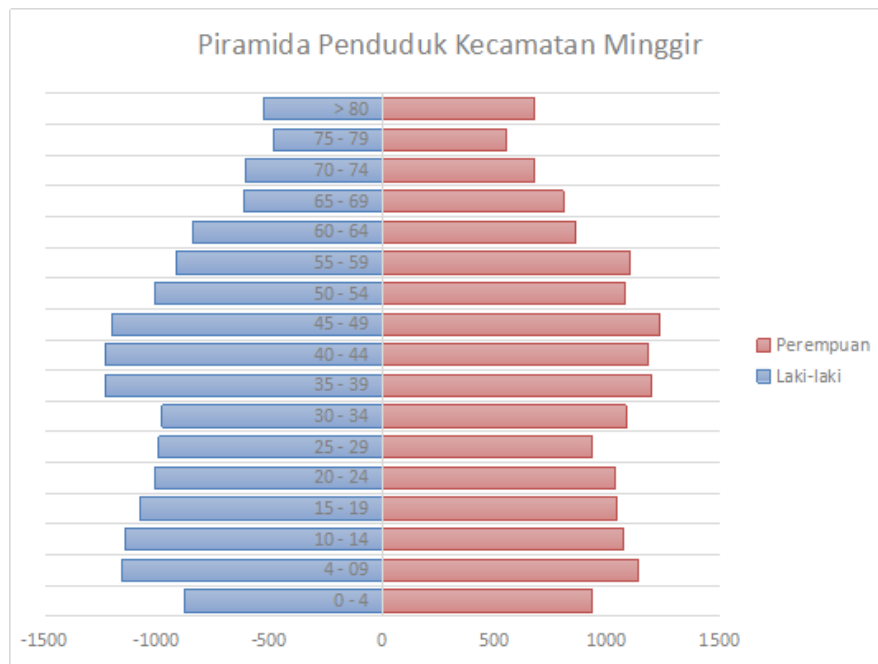 Piramida Penduduk Kecamatan Minggir
> 80
75 - 79
70 - 74
65 - 69
60 - 64
55 - 59
50 - 54
45 - 49
40 - 44
35 - 39
30 - 34
25 - 29
20 - 24
15 - 19
10 - 14
4 - 09
0 - 4
-1500 -1000 -500 0 500 1000 1500
Perempuan
Laki-laki